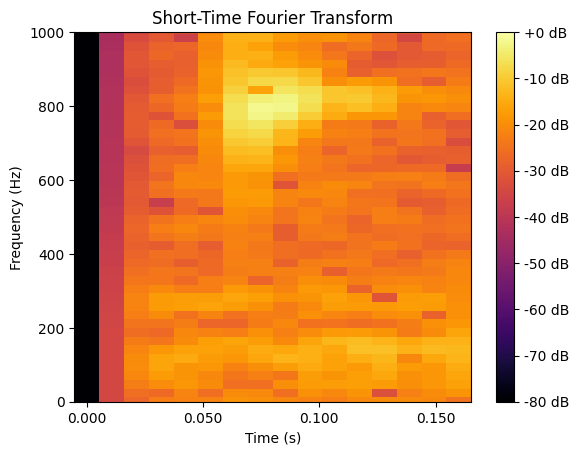 Short-Time Fourier Transform
Frequency (Hz)
1000
800
600
400
200
0
0.000
0.050
0.100
0.150
Time (s)
+0 dB
-10 dB
-20 dB
-30 dB
-40 dB
-50 dB
-60 dB
-70 dB
-80 dB